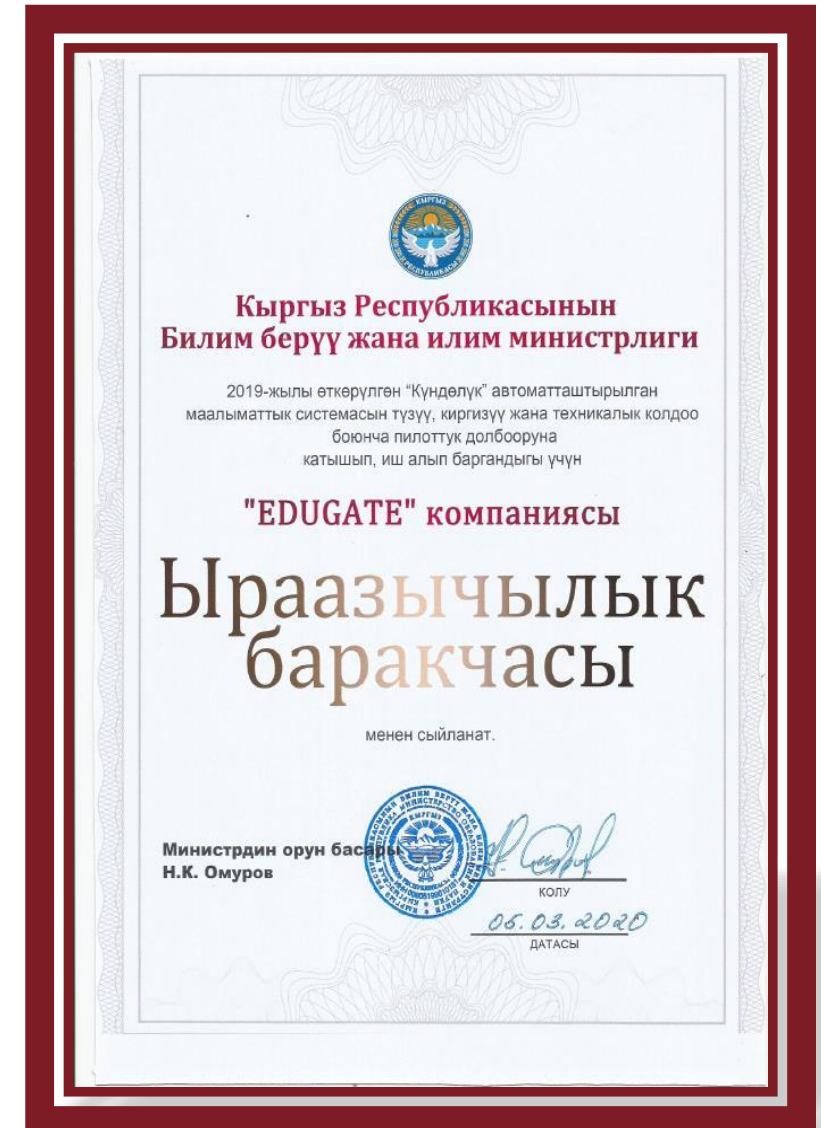 КЫРГЫЗ
РЕСПУБЛИКАСЫ
Кыргыз Республикасынын
Билим берүү жана илим министрлиги
2019-жылы өткөрүлгөн “Күндөлүк” автоматташтырылган
маалыматтык системасын түзүү, киргизүү жана техникалык колдоо
боюнча пилоттук долбооруна
катышып, иш алып баргандыгы үчүн
"EDUGATE" компаниясы
Ыраазычылык
баракчасы
менен сыйланат.
Министрдин орун басары
Н.К. Омуров
КОЛУ
05.03.2020
ДАТАСЫ